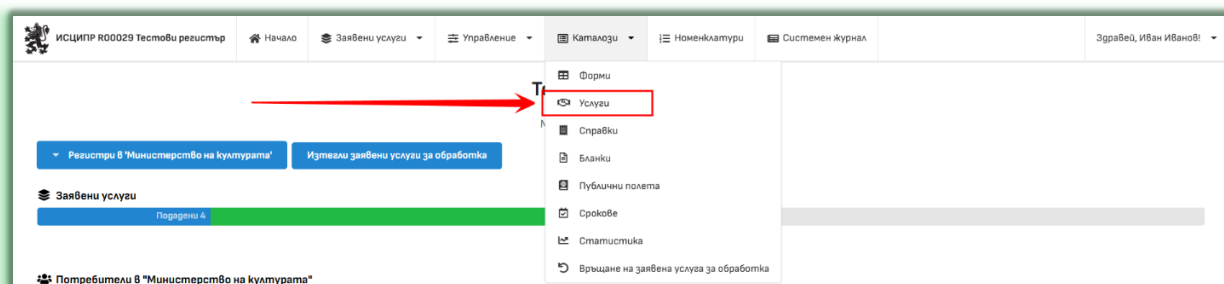 ИСЦИПР R00029 Тестови регистър Начало Заявени услуги Управление Каталози Номенклатури Системен журнал Здравей, Иван Иванов!
Форми
Услуги
Справки
Бланки
Публични полета
Срокове
Статистика
Връщане на заявена услуга за обработка
Регистри в 'Министерство на културата' Изтегли заявени услуги за обработка
Заявени услуги
Подадени 4
Потребители в "Министерство на културата"